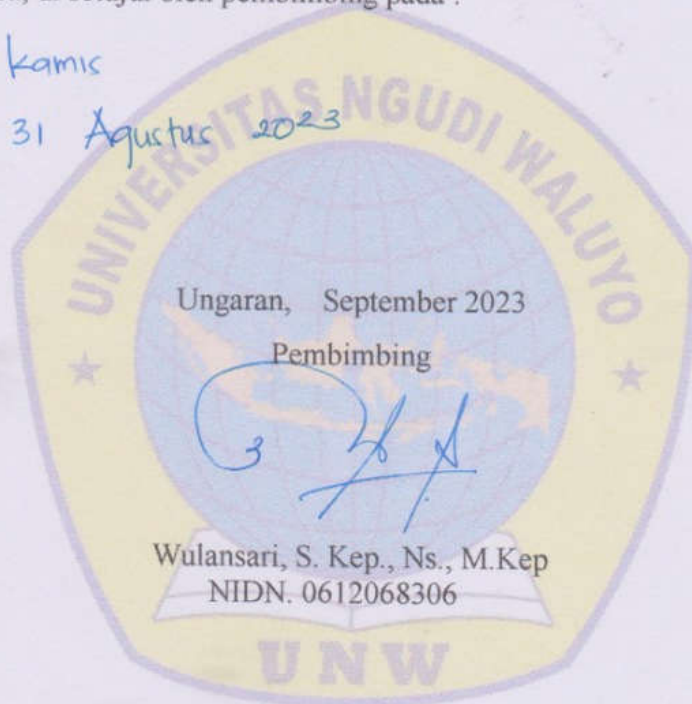 di setujui oleh pembimbing pada :
Kamis
31 Agustus 2023
UNIVERSITAS NGUDI WALUYO
Ungaran, September 2023
Pembimbing
Wulansari, S. Kep., Ns., M.Kep
NIDN. 0612068306
UNW